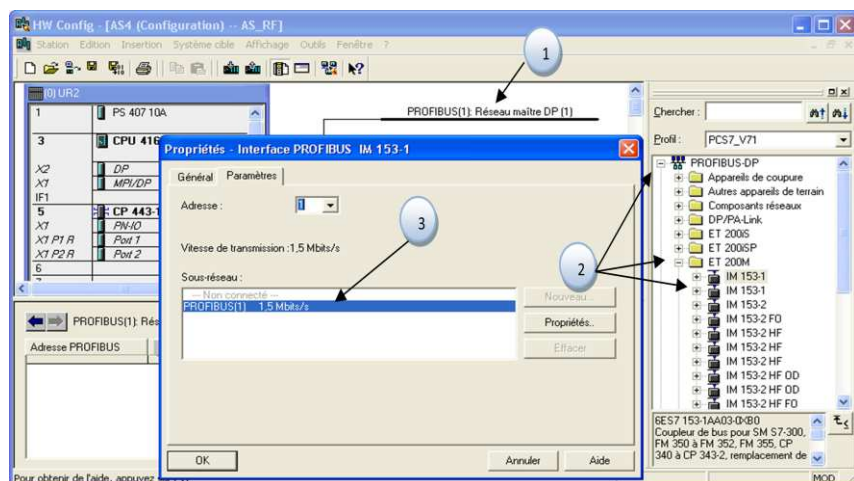 HW Config - [AS4 (Configuration) -- AS_RF]
Station Edition Insertion Système cible Affichage Outils Fenêtre ?
1
(0) UR2
1 PS 407 10A
3 CPU 416
X2 DP
X1 MPI/DP
IF1
5 CP 443-1
X1 PN-IO
X1 P1 R Port 1
X1 P2 R Port 2
6
PROFIBUS(1): Réseau maître DP (1)
PROFIBUS(1): Rés
Adresse PROFIBUS
Propriétés - Interface PROFIBUS IM 153-1
Général Paramètres
Adresse : 1
3
Vitesse de transmission :1,5 Mbits/s
Sous-réseau :
--- Non connecté ---
PROFIBUS(1) 1,5 Mbits/s
Nouveau...
Propriétés..
Effacer
OK Annuler Aide
2
Chercher :
Profil : PCS7_V71
PROFIBUS-DP
Appareils de coupure
Autres appareils de terrain
Composants réseaux
DP/PA-Link
ET 200iS
ET 200iSP
ET 200M
IM 153-1
IM 153-1
IM 153-2
IM 153-2 FO
IM 153-2 HF
IM 153-2 HF
IM 153-2 HF
IM 153-2 HF OD
IM 153-2 HF OD
IM 153-2 HF FO
6ES7 153-1AA03-0XB0
Coupleur de bus pour SM S7-300,
FM 350 à FM 352, FM 355, CP
340 à CP 343-2, remplacement de
Pour obtenir de l'aide, appuyez
MOD